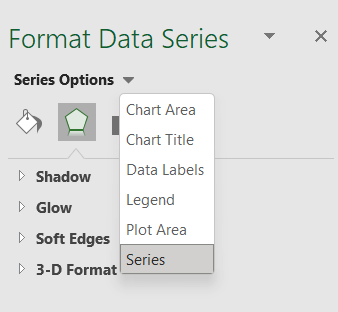 Format Data Series
Series Options
Chart Area
Chart Title
Data Labels
Legend
Plot Area
Series
Shadow
Glow
Soft Edges
3-D Format